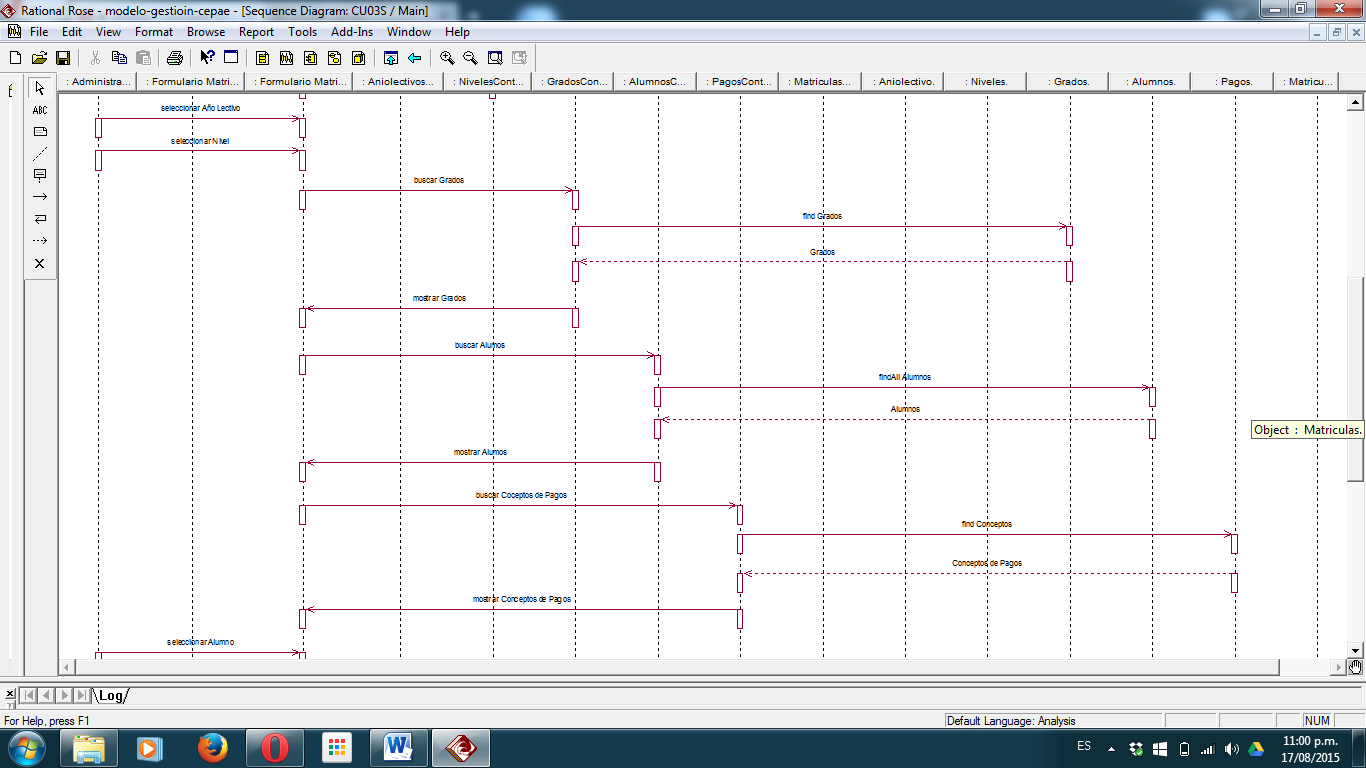 Rational Rose - modelo-gestioin-cepae - [Sequence Diagram: CU03S / Main]
File Edit View Format Browse Report Tools Add-Ins Window Help
: Administra... : Formulario Matri... : Formulario Matri... : Aniolectivos... : NivelesCont... : GradosCon... : AlumnosC... : PagosCont... : Matriculas... : Aniolectivo. : Niveles. : Grados. : Alumnos. : Pagos. : Matricu...
ABC
seleccionar Año Lectivo
seleccionar Nivel
buscar Grados
find Grados
Grados
mostrar Grados
buscar Alumos
findAll Alumnos
Alumnos
Object : Matriculas.
mostrar Alumos
buscar Coceptos de Pagos
find Conceptos
Conceptos de Pagos
mostrar Conceptos de Pagos
seleccionar Alumno
Log
For Help, press F1 Default Language: Analysis NUM
ES 11:00 p.m.
17/08/2015